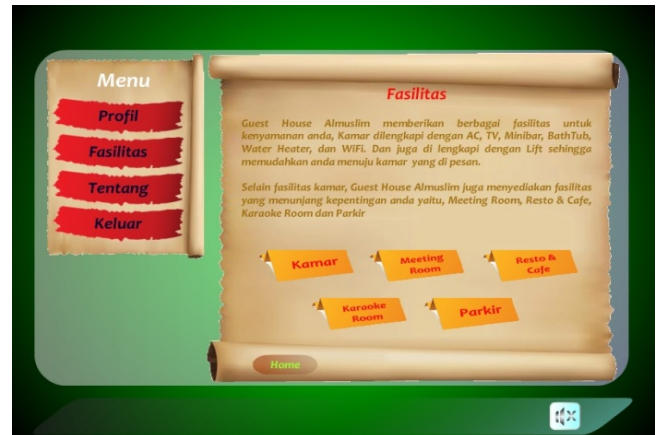 Menu
Profil
Fasilitas
Tentang
Keluar
Fasilitas
Guest House Almuslim memberikan berbagai fasilitas untuk
kenyamanan anda, Kamar dilengkapi dengan AC, TV, Minibar, BathTub,
Water Heater, dan WiFi. Dan juga di lengkapi dengan Lift sehingga
memudahkan anda menuju kamar yang di pesan.
Selain fasilitas kamar, Guest House Almuslim juga menyediakan fasilitas
yang menunjang kepentingan anda yaitu, Meeting Room, Resto & Cafe,
Karaoke Room dan Parkir
Kamar
Meeting
Room
Resto &
Cafe
Karaoke
Room
Parkir
Home